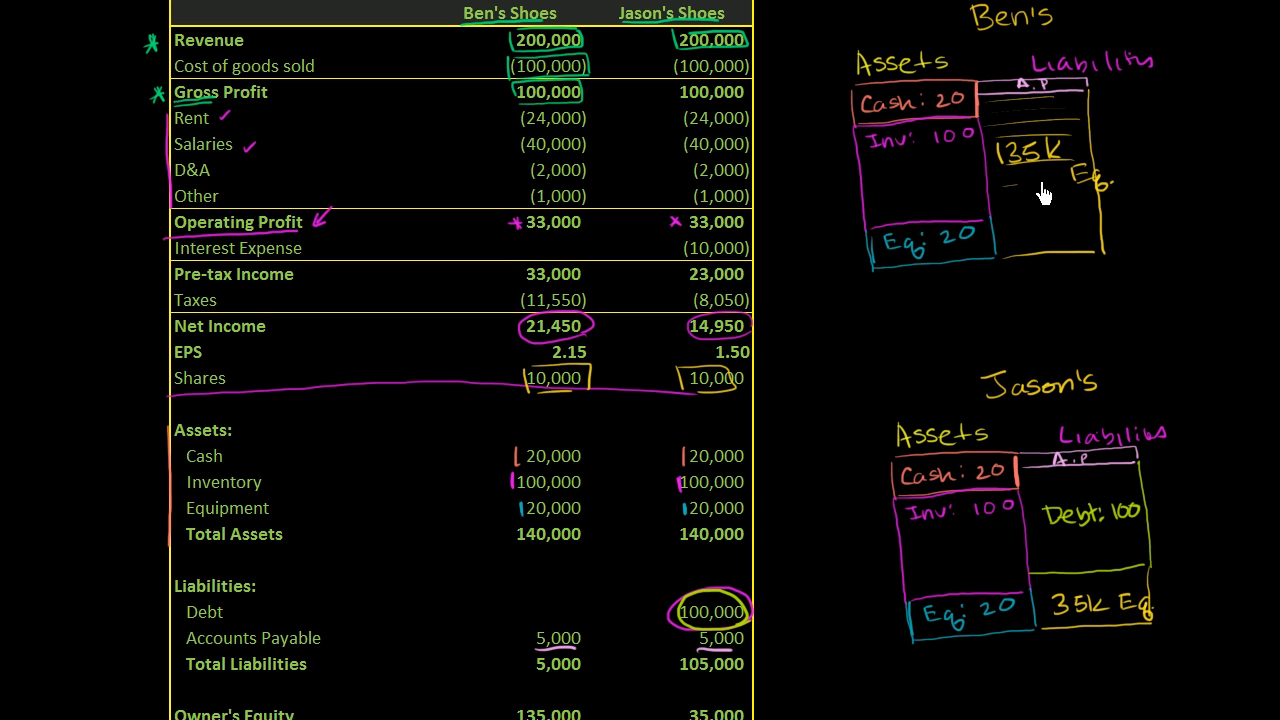 Ben's Shoes Jason's Shoes
Revenue 200,000 200,000
Cost of goods sold (100,000) (100,000)
Gross Profit 100,000 100,000
Rent (24,000) (24,000)
Salaries (40,000) (40,000)
D&A (2,000) (2,000)
Other (1,000) (1,000)
Operating Profit 33,000 33,000
Interest Expense (10,000)
Pre-tax Income 33,000 23,000
Taxes (11,550) (8,050)
Net Income 21,450 14,950
EPS 2.15 1.50
Shares 10,000 10,000
Assets:
Cash 20,000 20,000
Inventory 100,000 100,000
Equipment 20,000 20,000
Total Assets 140,000 140,000
Liabilities:
Debt 100,000
Accounts Payable 5,000 5,000
Total Liabilities 5,000 105,000
Owner's Equity 135,000 35,000
Ben's
Assets Liabilitis
Cash: 20 A.P
Inv: 100 135K
Eq.
Eq: 20
Jason's
Assets Liabilitis
Cash: 20 A.P
Inv: 100 Debt: 100
Eq: 20 35K Eq.